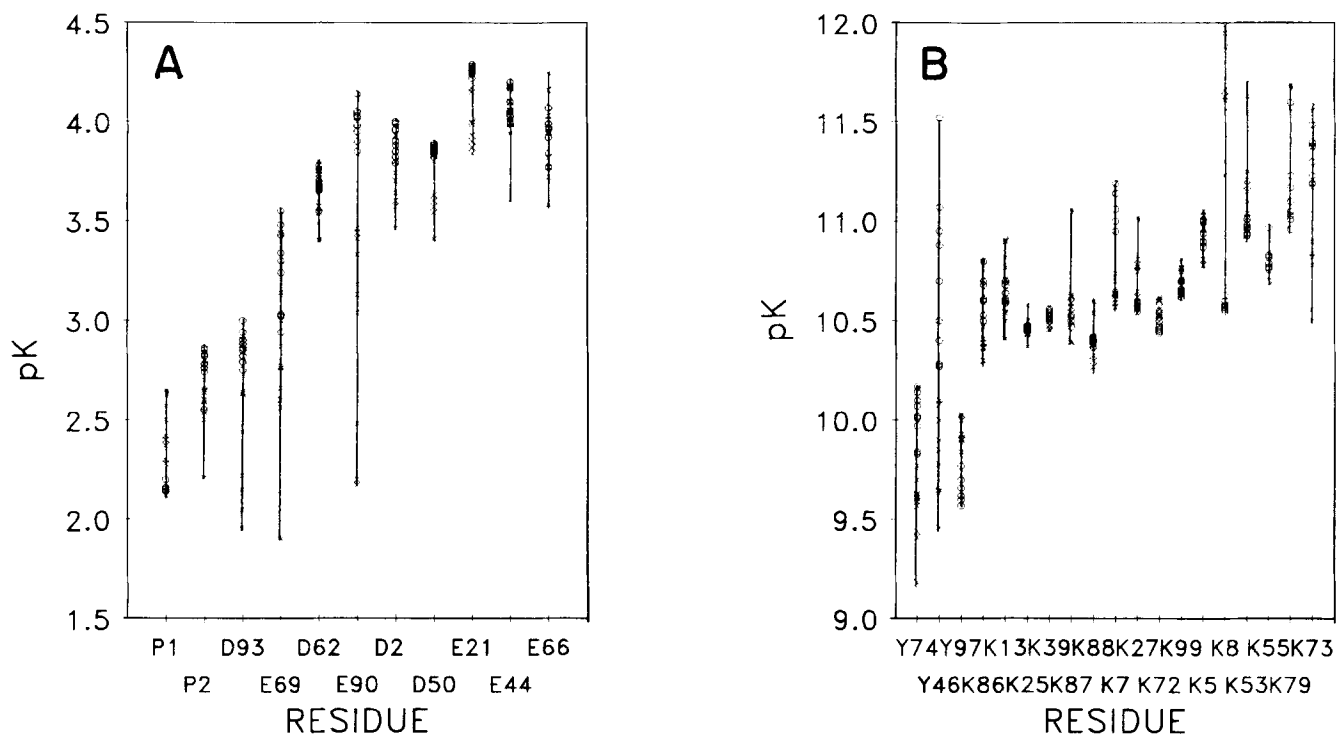 A
4.5
4.0
3.5
3.0
2.5
2.0
1.5
pK
P1 D93 D62 D2 E21 E66
P2 E69 E90 D50 E44
RESIDUE
B
12.0
11.5
11.0
10.5
10.0
9.5
9.0
pK
Y74Y97K13K39K88K27K99 K8 K55K73
Y46K86K25K87 K7 K72 K5 K53K79
RESIDUE